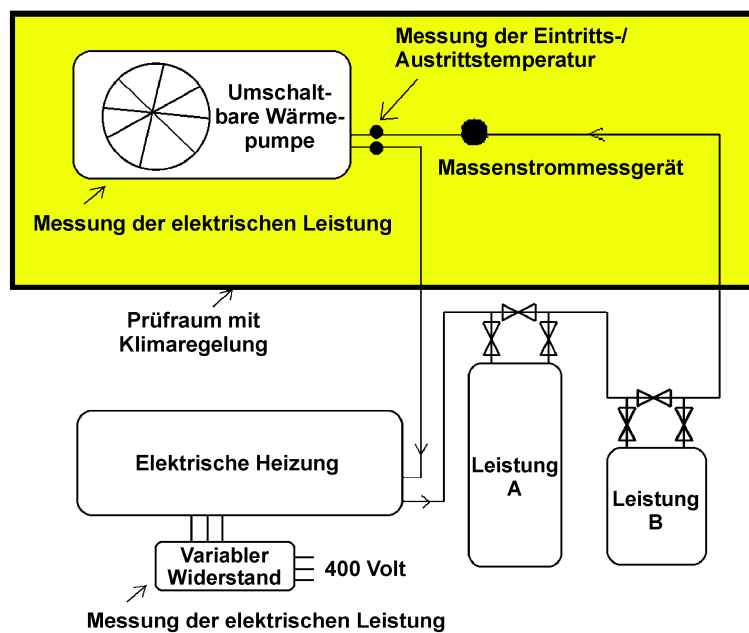 Messung der Eintritts-/
Austrittstemperatur
Umschalt-
bare Wärme-
pumpe
Massenstrommessgerät
Messung der elektrischen Leistung
Prüfraum mit
Klimaregelung
Elektrische Heizung
Leistung
A
Leistung
B
Variabler
Widerstand
400 Volt
Messung der elektrischen Leistung